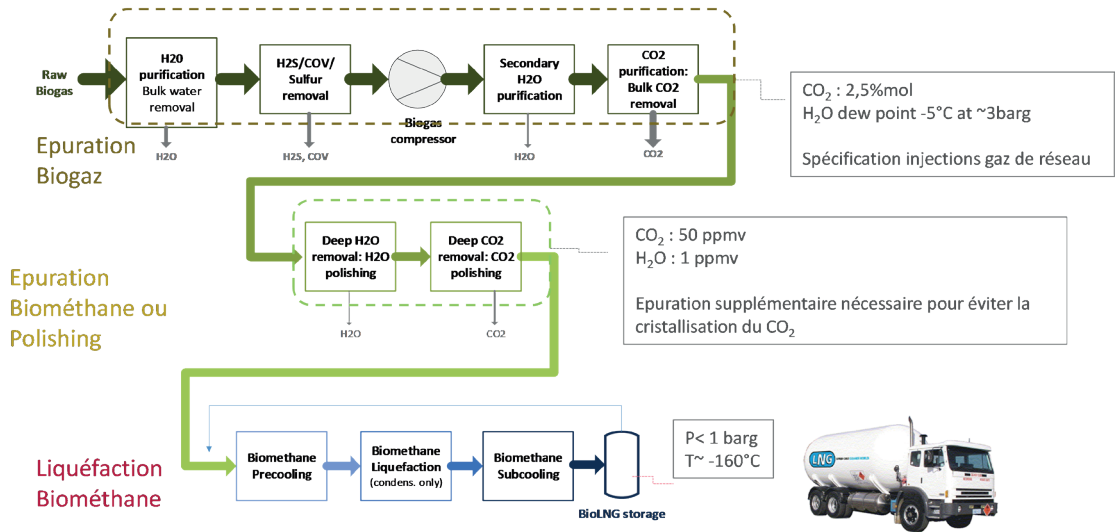 Raw
Biogas
H20
purification
Bulk water
removal
H2S/COV/
Sulfur
removal
Biogas
compressor
Secondary
H2O
purification
CO2
purification:
Bulk CO2
removal
H2O
H2S, COV
H2O
CO2
Epuration
Biogaz
CO₂ : 2,5%mol
H₂O dew point -5°C at ~3barg
Spécification injections gaz de réseau
Deep H2O
removal: H2O
polishing
Deep CO2
removal: CO2
polishing
H2O
CO2
Epuration
Biométhane ou
Polishing
CO₂ : 50 ppmv
H₂O : 1 ppmv
Epuration supplémentaire nécessaire pour éviter la
cristallisation du CO₂
Liquéfaction
Biométhane
Biomethane
Precooling
Biomethane
Liquefaction
(condens. only)
Biomethane
Subcooling
BioLNG storage
P< 1 barg
T~ -160°C
LNG